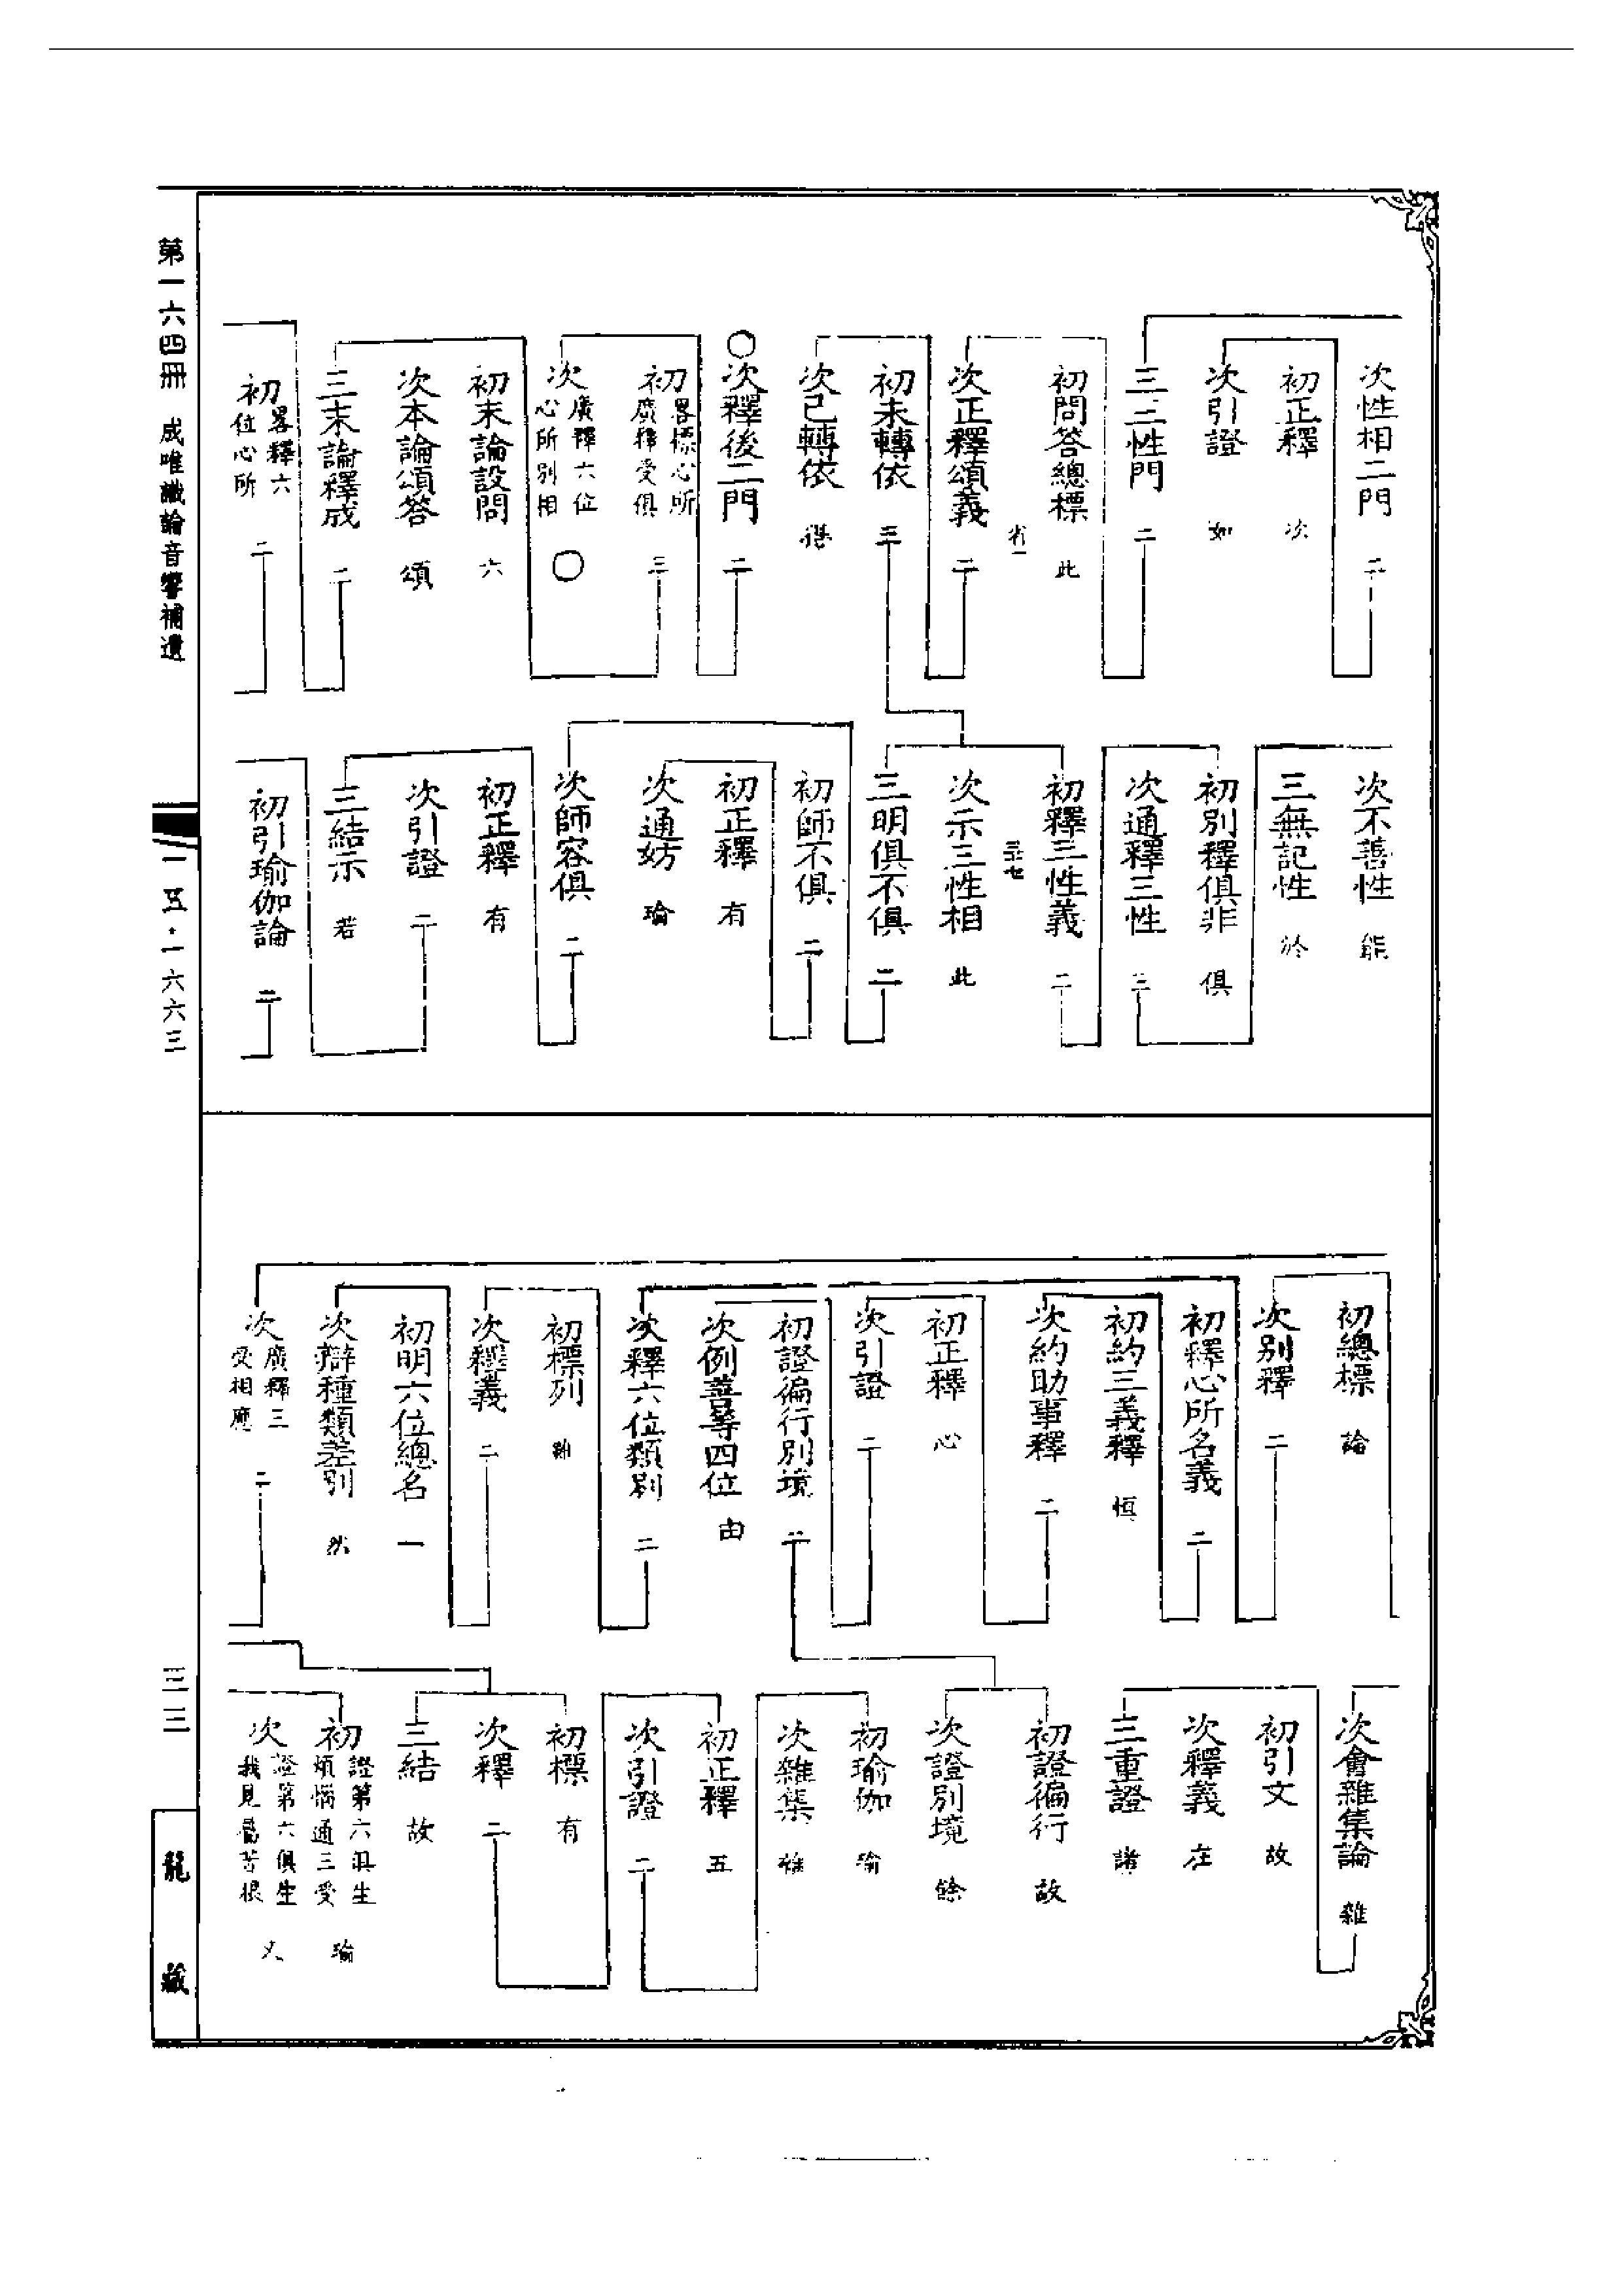 次性相二門 二
初正釋 次
次引證 如
三三性門 二
初問答總標 此
次正釋頌義 二
初未轉依 三
次已轉依 得
○次釋後二門 二
初畧標心所廣釋受俱 三
次廣釋六位心所別相 ○
初末論設問 六
次本論頌答 頌
三末論釋成 二
初畧釋六位心所 二
次不善性 能
三無記性 於
初別釋俱非 俱
次通釋三性 三
初釋三性義 二
次示三性相 此
三明俱不俱 二
初師不俱 二
初正釋 有
次通妨 瑜
次師容俱 二
初正釋 有
次引證 二
三結示 若
初引瑜伽論 二
初總標 論
次別釋 二
初釋心所名義 二
初約三義釋 恒
次約助事釋 二
初正釋 心
次引證 二
初證徧行別境 二
次例善等四位 由
次釋六位類別 二
初標列 雖
次釋義 二
初明六位總名 一
次辯種類差別 然
次廣釋三受相應 二
次會雜集論 雜
初引文 故
次釋義 在
三重證 諸
初證徧行 故
次證別境 餘
初瑜伽 瑜
次雜集 雜
初正釋 五
次引證 二
初標 有
次釋 二
三結 故
初證第六俱生煩惱通三受 瑜
次證第六俱生我見屬苦根 又
第一六四冊 成唯識論音響補遺
一五·一六六三
三三
龍藏